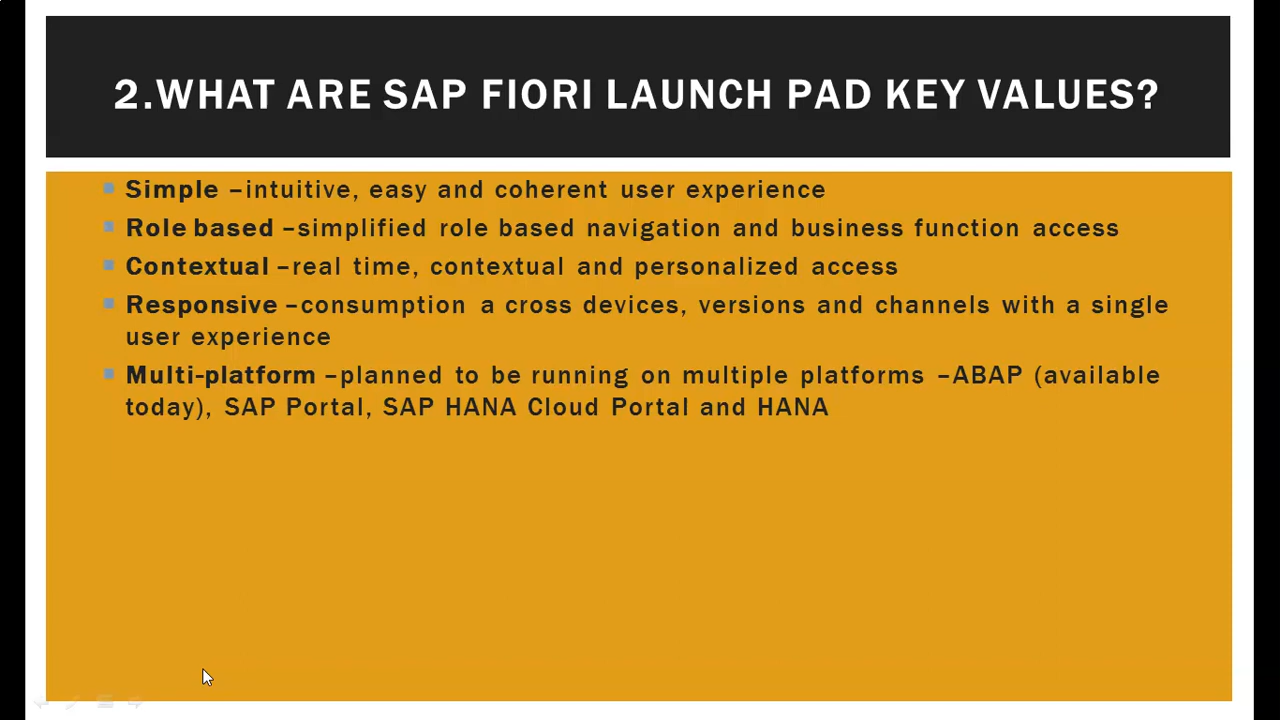 2.WHAT ARE SAP FIORI LAUNCH PAD KEY VALUES?
Simple –intuitive, easy and coherent user experience
Role based –simplified role based navigation and business function access
Contextual –real time, contextual and personalized access
Responsive –consumption a cross devices, versions and channels with a single
user experience
Multi-platform –planned to be running on multiple platforms –ABAP (available
today), SAP Portal, SAP HANA Cloud Portal and HANA